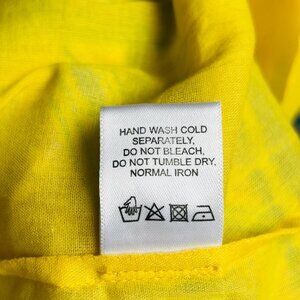 HAND WASH COLD
SEPARATELY,
DO NOT BLEACH,
DO NOT TUMBLE DRY,
NORMAL IRON